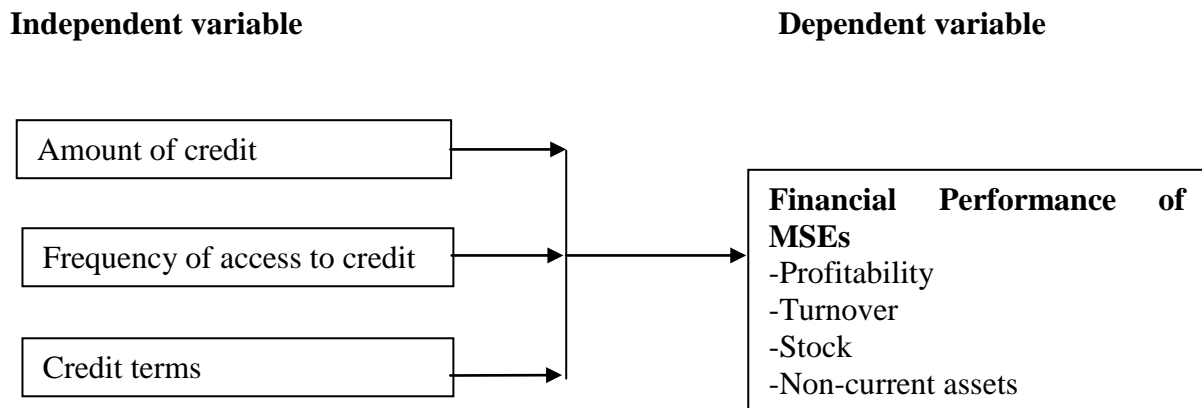 Independent variable
Dependent variable
Amount of credit
Frequency of access to credit
Credit terms
Financial Performance of
MSEs
-Profitability
-Turnover
-Stock
-Non-current assets